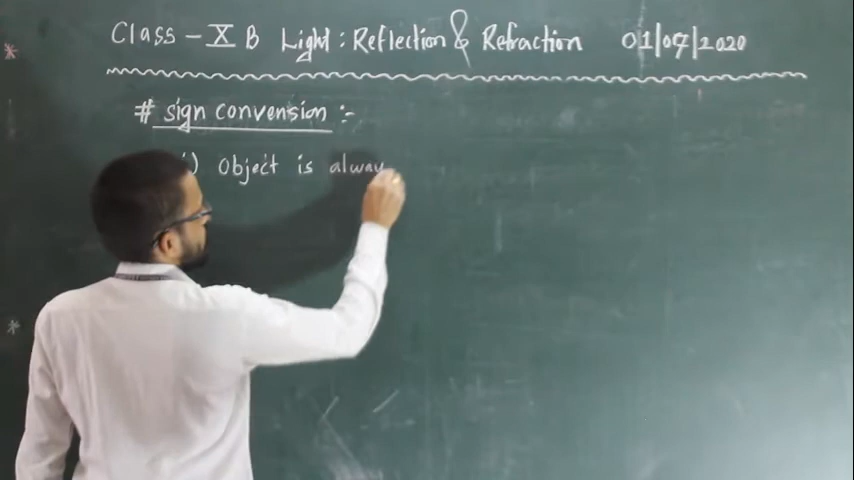 Class - X B Light : Reflection & Refraction 01/07/2020
# sign convension :-
i) Object is alway